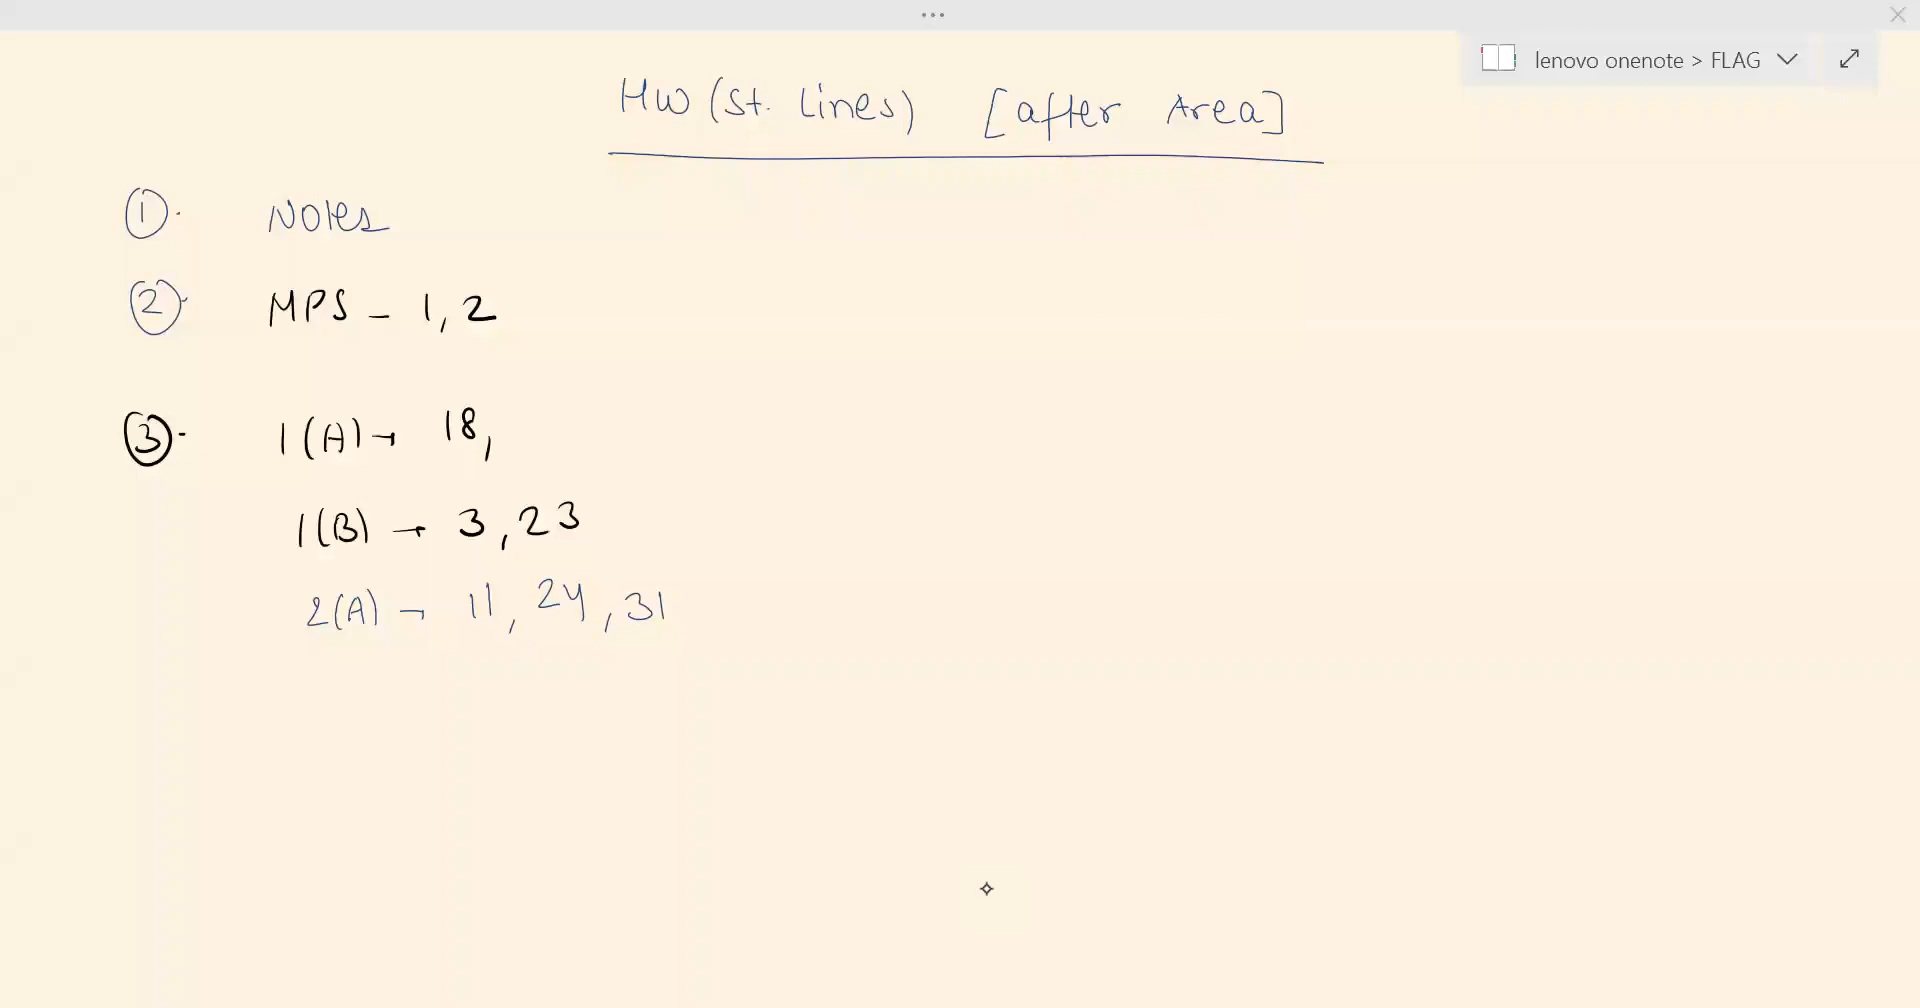 ...
lenovo onenote > FLAG
HW (St. Lines) [after Area]
①. Notes
②. MPS - 1, 2
③. 1(A) → 18,
1(B) → 3, 23
2(A) → 11, 24, 31